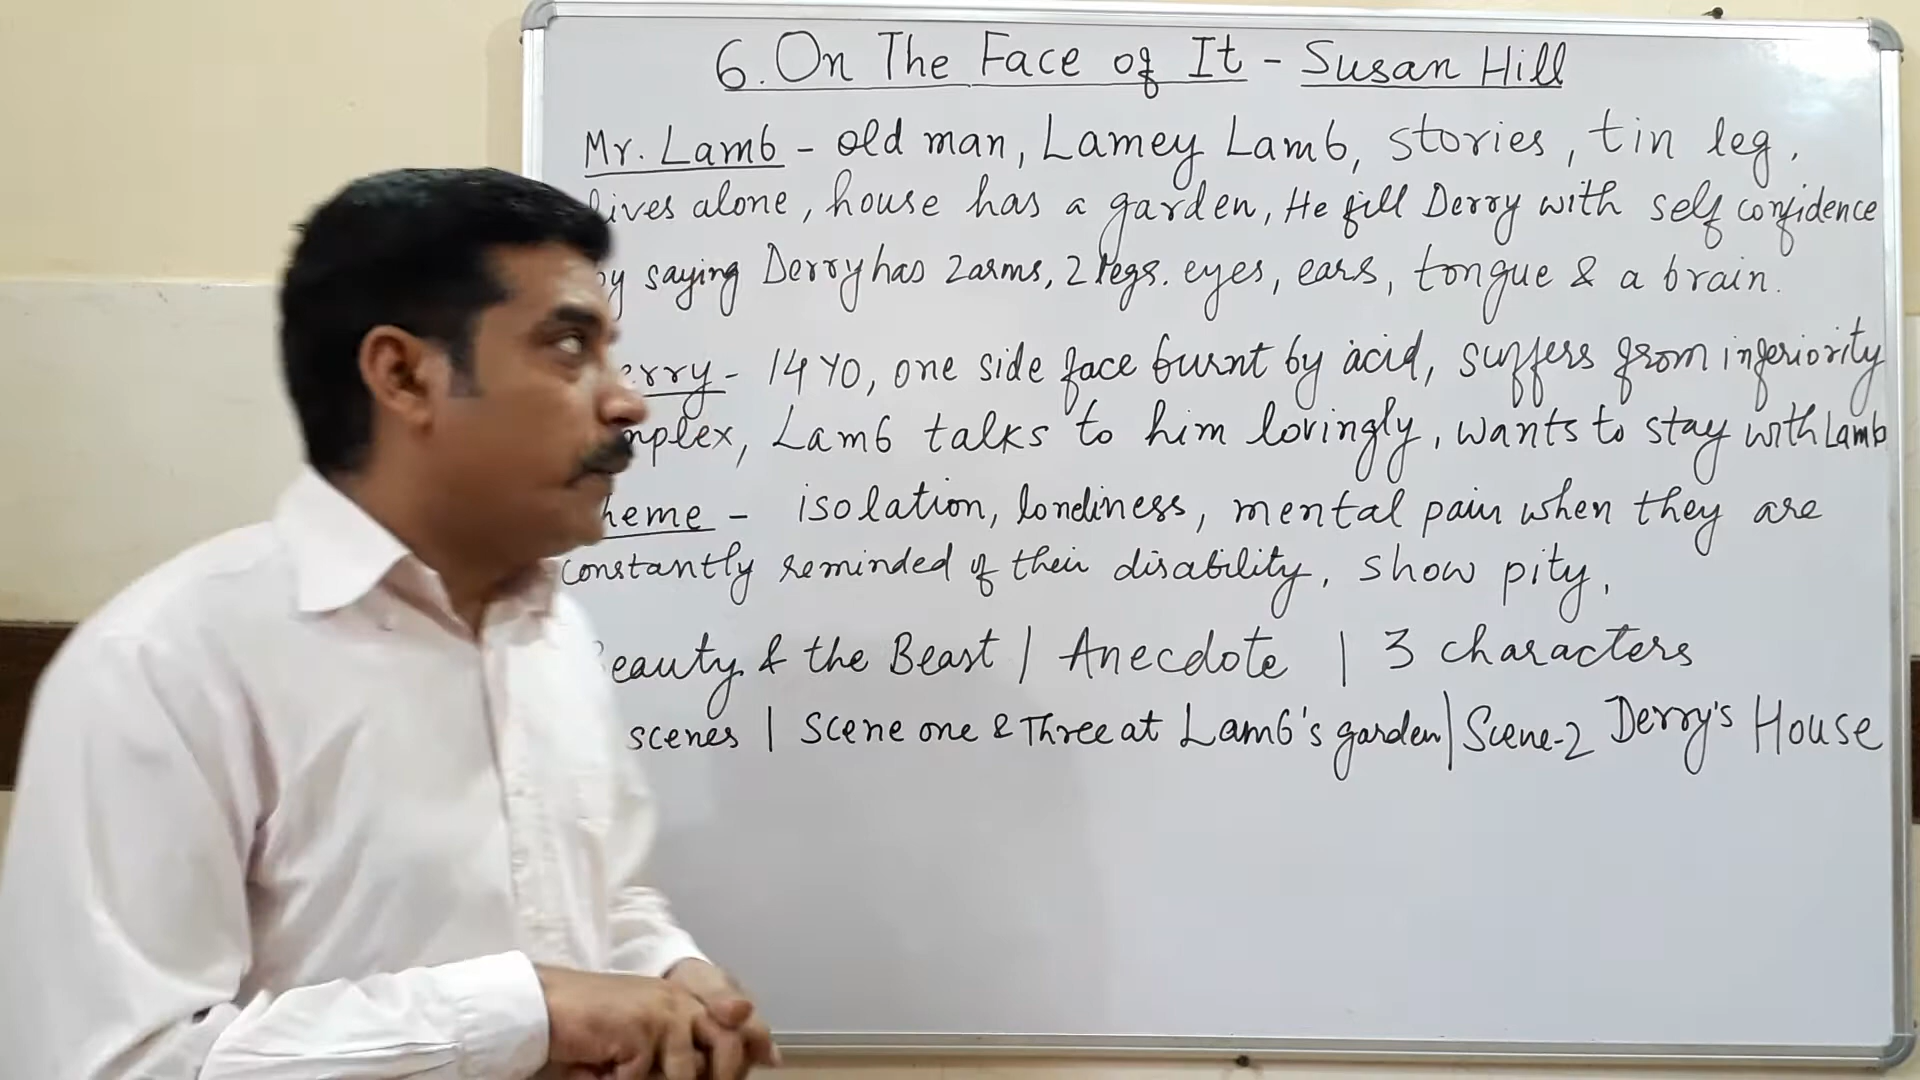 6. On The Face of It - Susan Hill
Mr. Lamb - old man, Lamey Lamb, stories, tin leg.
lives alone, house has a garden, He fill Derry with self confidence
by saying Derry has 2 arms, 2 legs. eyes, ears, tongue & a brain.
erry - 14 YO, one side face burnt by acid, suffers from inferiority
mplex, Lamb talks to him lovingly, wants to stay with Lamb
heme - isolation, loneliness, mental pain when they are
constantly reminded of their disability, show pity.
Beauty & the Beast | Anecdote | 3 characters
scenes | Scene one & Three at Lamb's garden | Scene-2 Derry's House